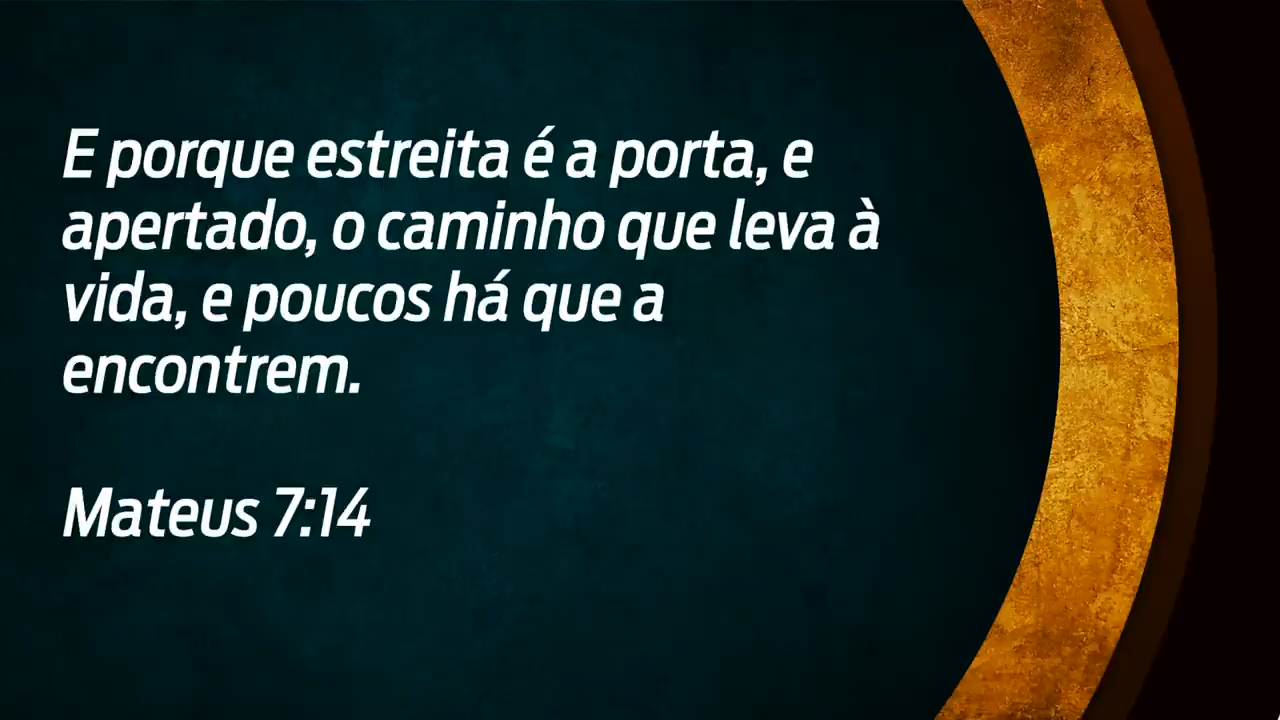 E porque estreita é a porta, e
apertado, o caminho que leva à
vida, e poucos há que a
encontrem.
Mateus 7:14